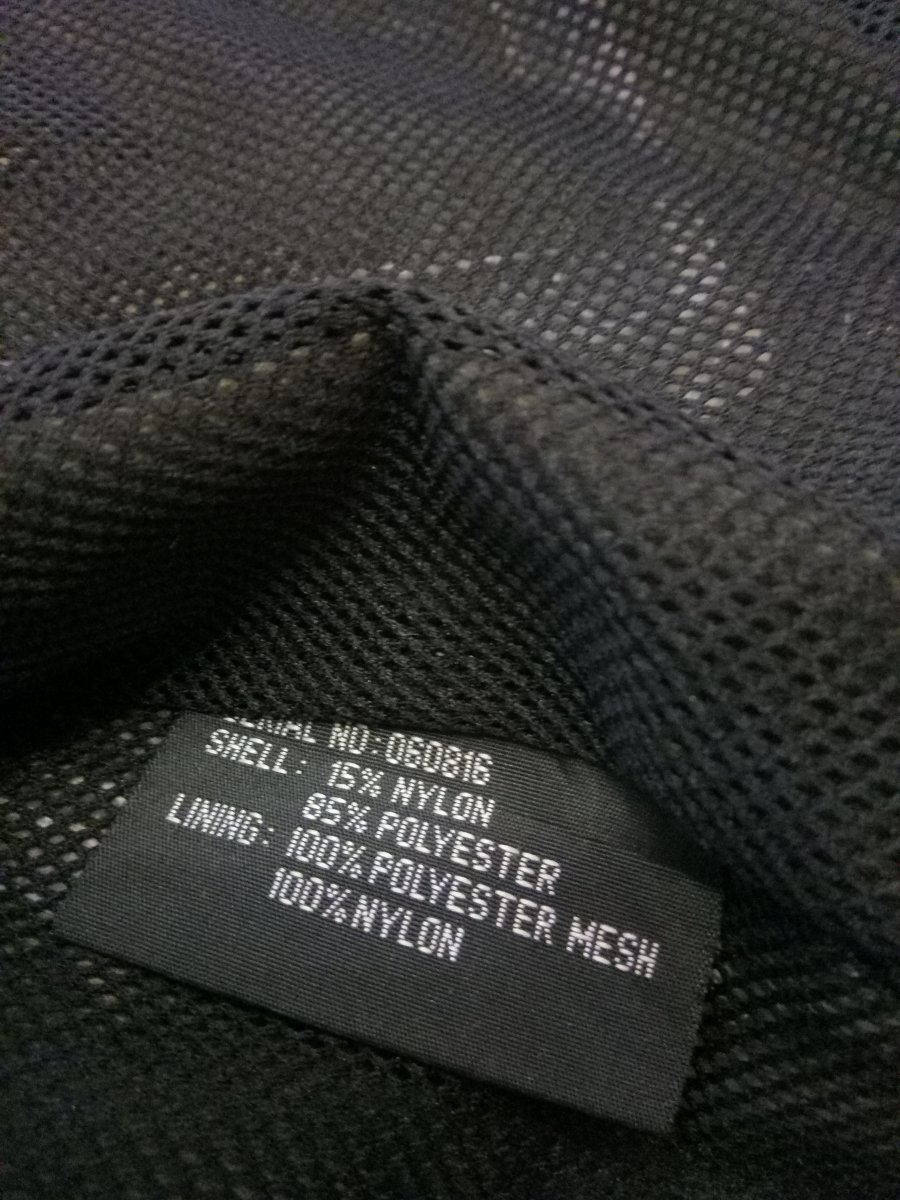 SERIAL NO: 060816
SHELL: 15% NYLON
85% POLYESTER
LINING: 100% POLYESTER MESH
100% NYLON